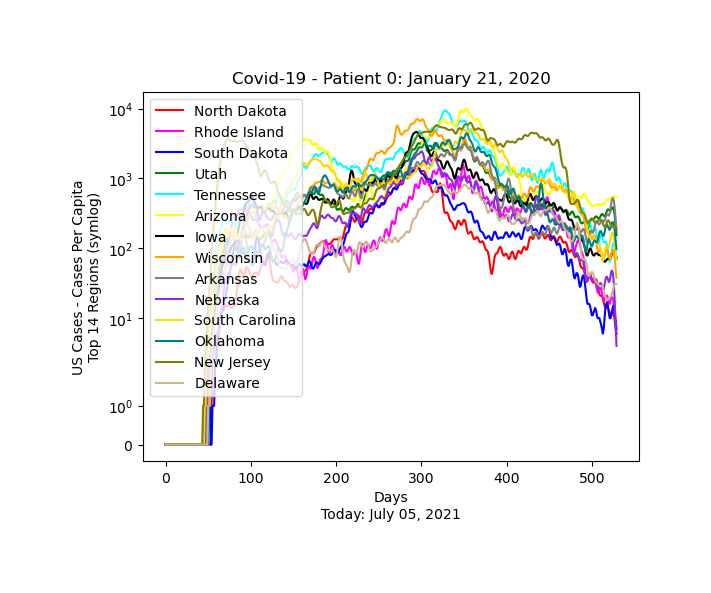 Covid-19 - Patient 0: January 21, 2020
US Cases - Cases Per Capita
Top 14 Regions (symlog)
10^4
10^3
10^2
10^1
10^0
0
North Dakota
Rhode Island
South Dakota
Utah
Tennessee
Arizona
Iowa
Wisconsin
Arkansas
Nebraska
South Carolina
Oklahoma
New Jersey
Delaware
0 100 200 300 400 500
Days
Today: July 05, 2021